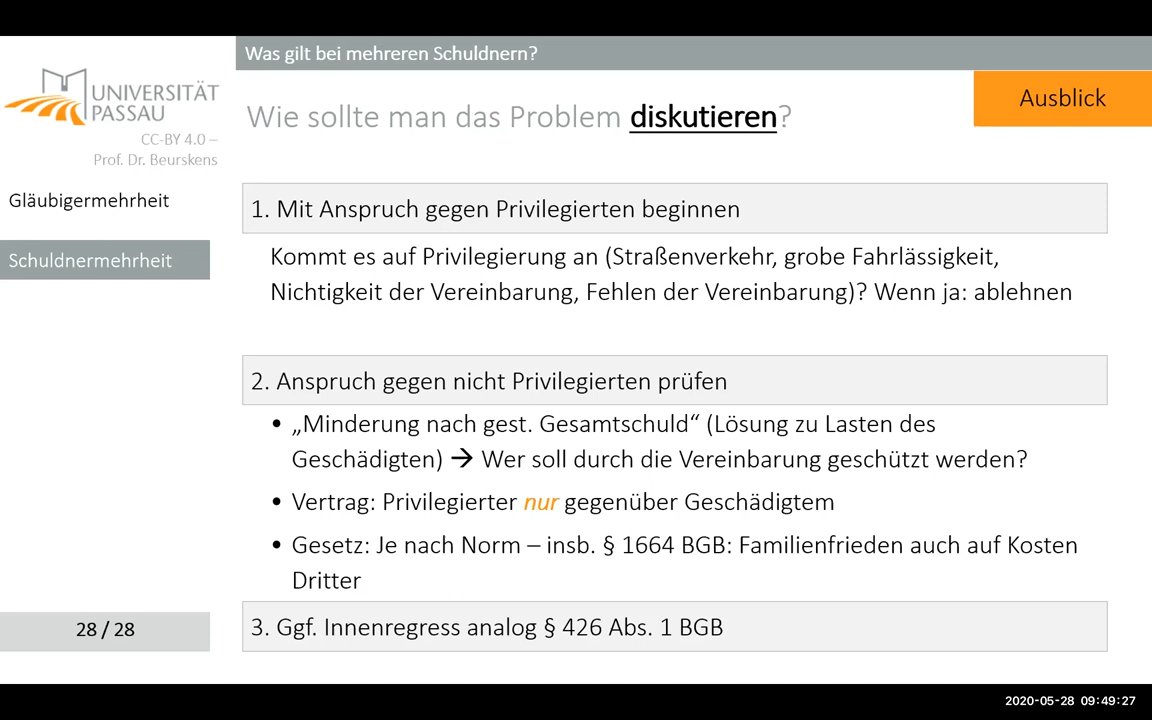 Was gilt bei mehreren Schuldnern?
UNIVERSITÄT
PASSAU
CC-BY 4.0 –
Prof. Dr. Beurskens
Wie sollte man das Problem diskutieren?
Ausblick
Gläubigermehrheit
Schuldnermehrheit
1. Mit Anspruch gegen Privilegierten beginnen
Kommt es auf Privilegierung an (Straßenverkehr, grobe Fahrlässigkeit,
Nichtigkeit der Vereinbarung, Fehlen der Vereinbarung)? Wenn ja: ablehnen
2. Anspruch gegen nicht Privilegierten prüfen
• „Minderung nach gest. Gesamtschuld“ (Lösung zu Lasten des
Geschädigten) → Wer soll durch die Vereinbarung geschützt werden?
• Vertrag: Privilegierter nur gegenüber Geschädigtem
• Gesetz: Je nach Norm – insb. § 1664 BGB: Familienfrieden auch auf Kosten
Dritter
3. Ggf. Innenregress analog § 426 Abs. 1 BGB
28 / 28
2020-05-28 09:49:27